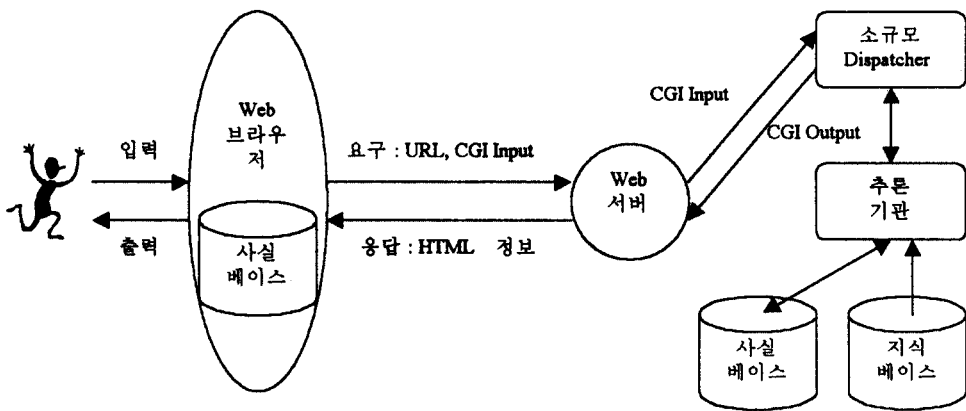 입력
출력
Web
브라우
저
사실
베이스
요구 : URL, CGI Input
응답 : HTML 정보
Web
서버
CGI Input
CGI Output
소규모
Dispatcher
추론
기관
사실
베이스
지식
베이스